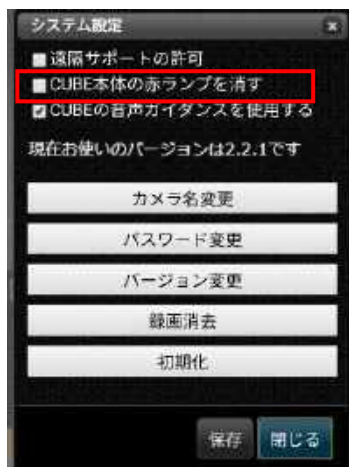 システム設定
遠隔サポートの許可
CUBE本体の赤ランプを消す
CUBEの音声ガイダンスを使用する
現在お使いのバージョンは2.2.1です
カメラ名変更
パスワード変更
バージョン変更
録画消去
初期化
保存 閉じる